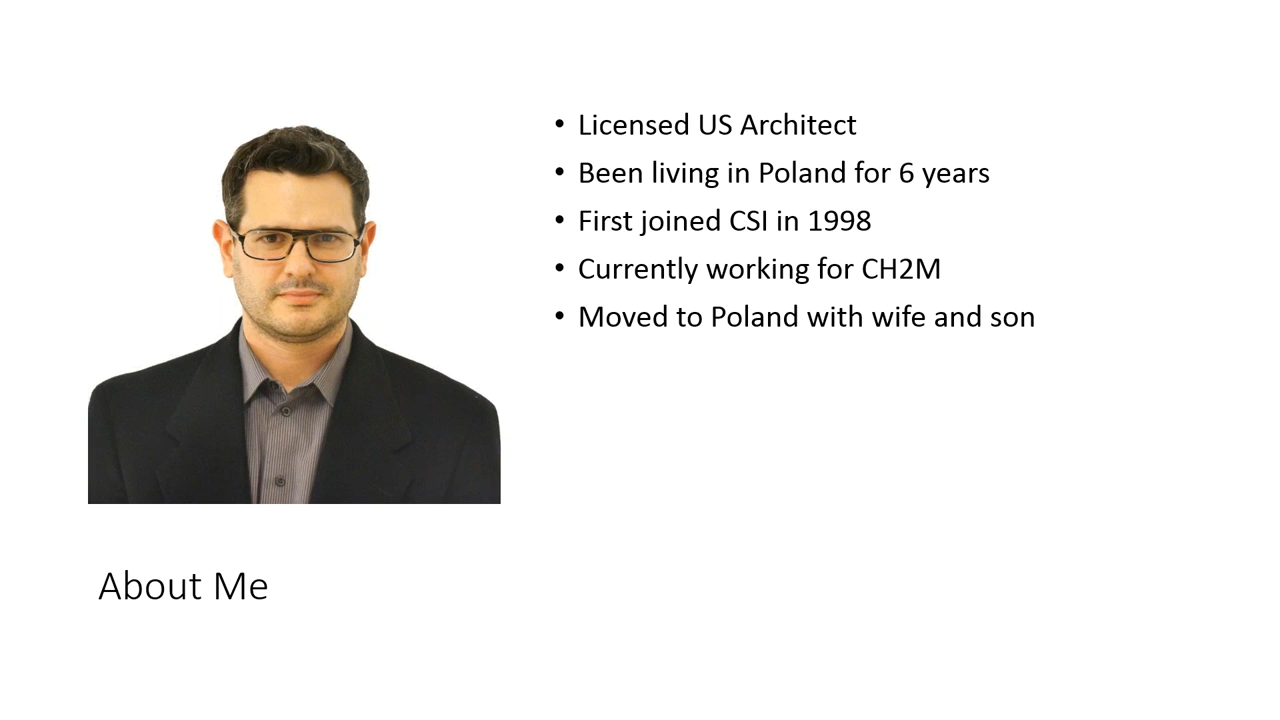 Licensed US Architect
Been living in Poland for 6 years
First joined CSI in 1998
Currently working for CH2M
Moved to Poland with wife and son
About Me